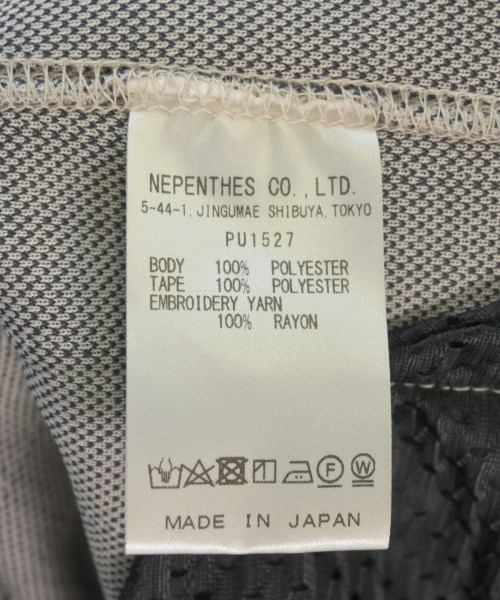 NEPENTHES CO.,LTD.
5-44-1, JINGUMAE SHIBUYA, TOKYO
PU1527
BODY 100% POLYESTER
TAPE 100% POLYESTER
EMBROIDERY YARN
100% RAYON
F W
MADE IN JAPAN